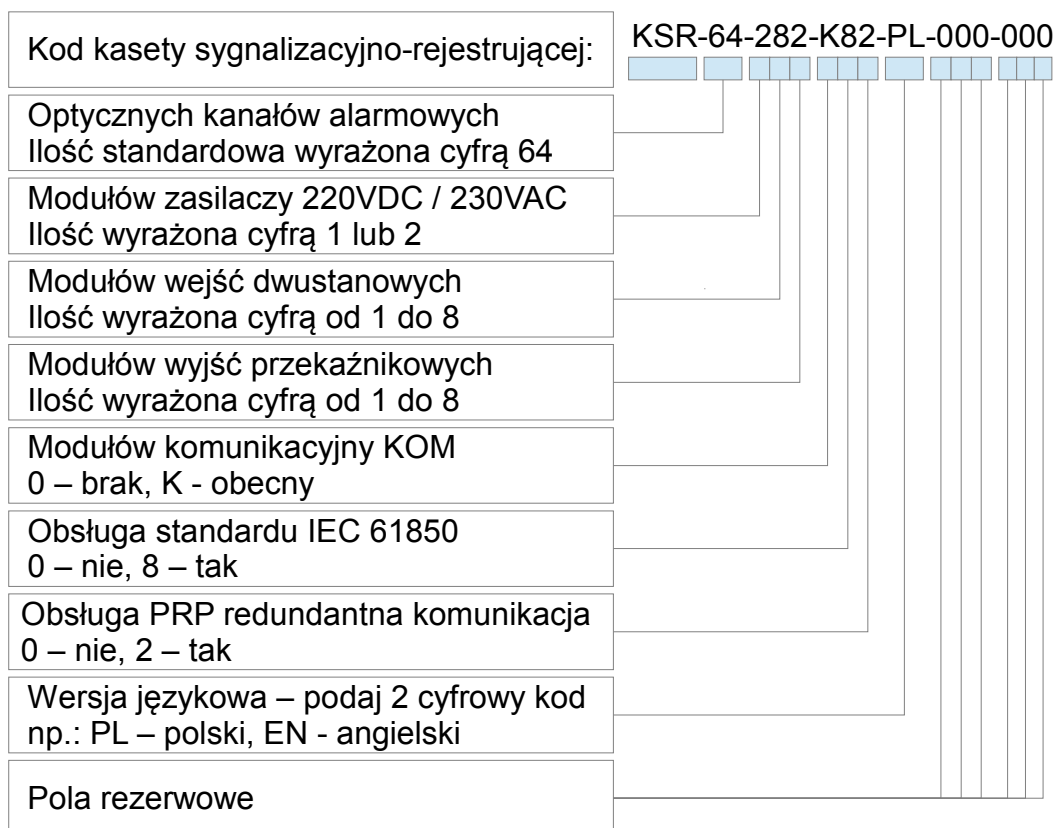 Kod kasety sygnalizacyjno-rejestrującej:
KSR-64-282-K82-PL-000-000
Optycznych kanałów alarmowych
Ilość standardowa wyrażona cyfrą 64
Modułów zasilaczy 220VDC / 230VAC
Ilość wyrażona cyfrą 1 lub 2
Modułów wejść dwustanowych
Ilość wyrażona cyfrą od 1 do 8
Modułów wyjść przekaźnikowych
Ilość wyrażona cyfrą od 1 do 8
Modułów komunikacyjny KOM
0 – brak, K - obecny
Obsługa standardu IEC 61850
0 – nie, 8 – tak
Obsługa PRP redundantna komunikacja
0 – nie, 2 – tak
Wersja językowa – podaj 2 cyfrowy kod
np.: PL – polski, EN - angielski
Pola rezerwowe